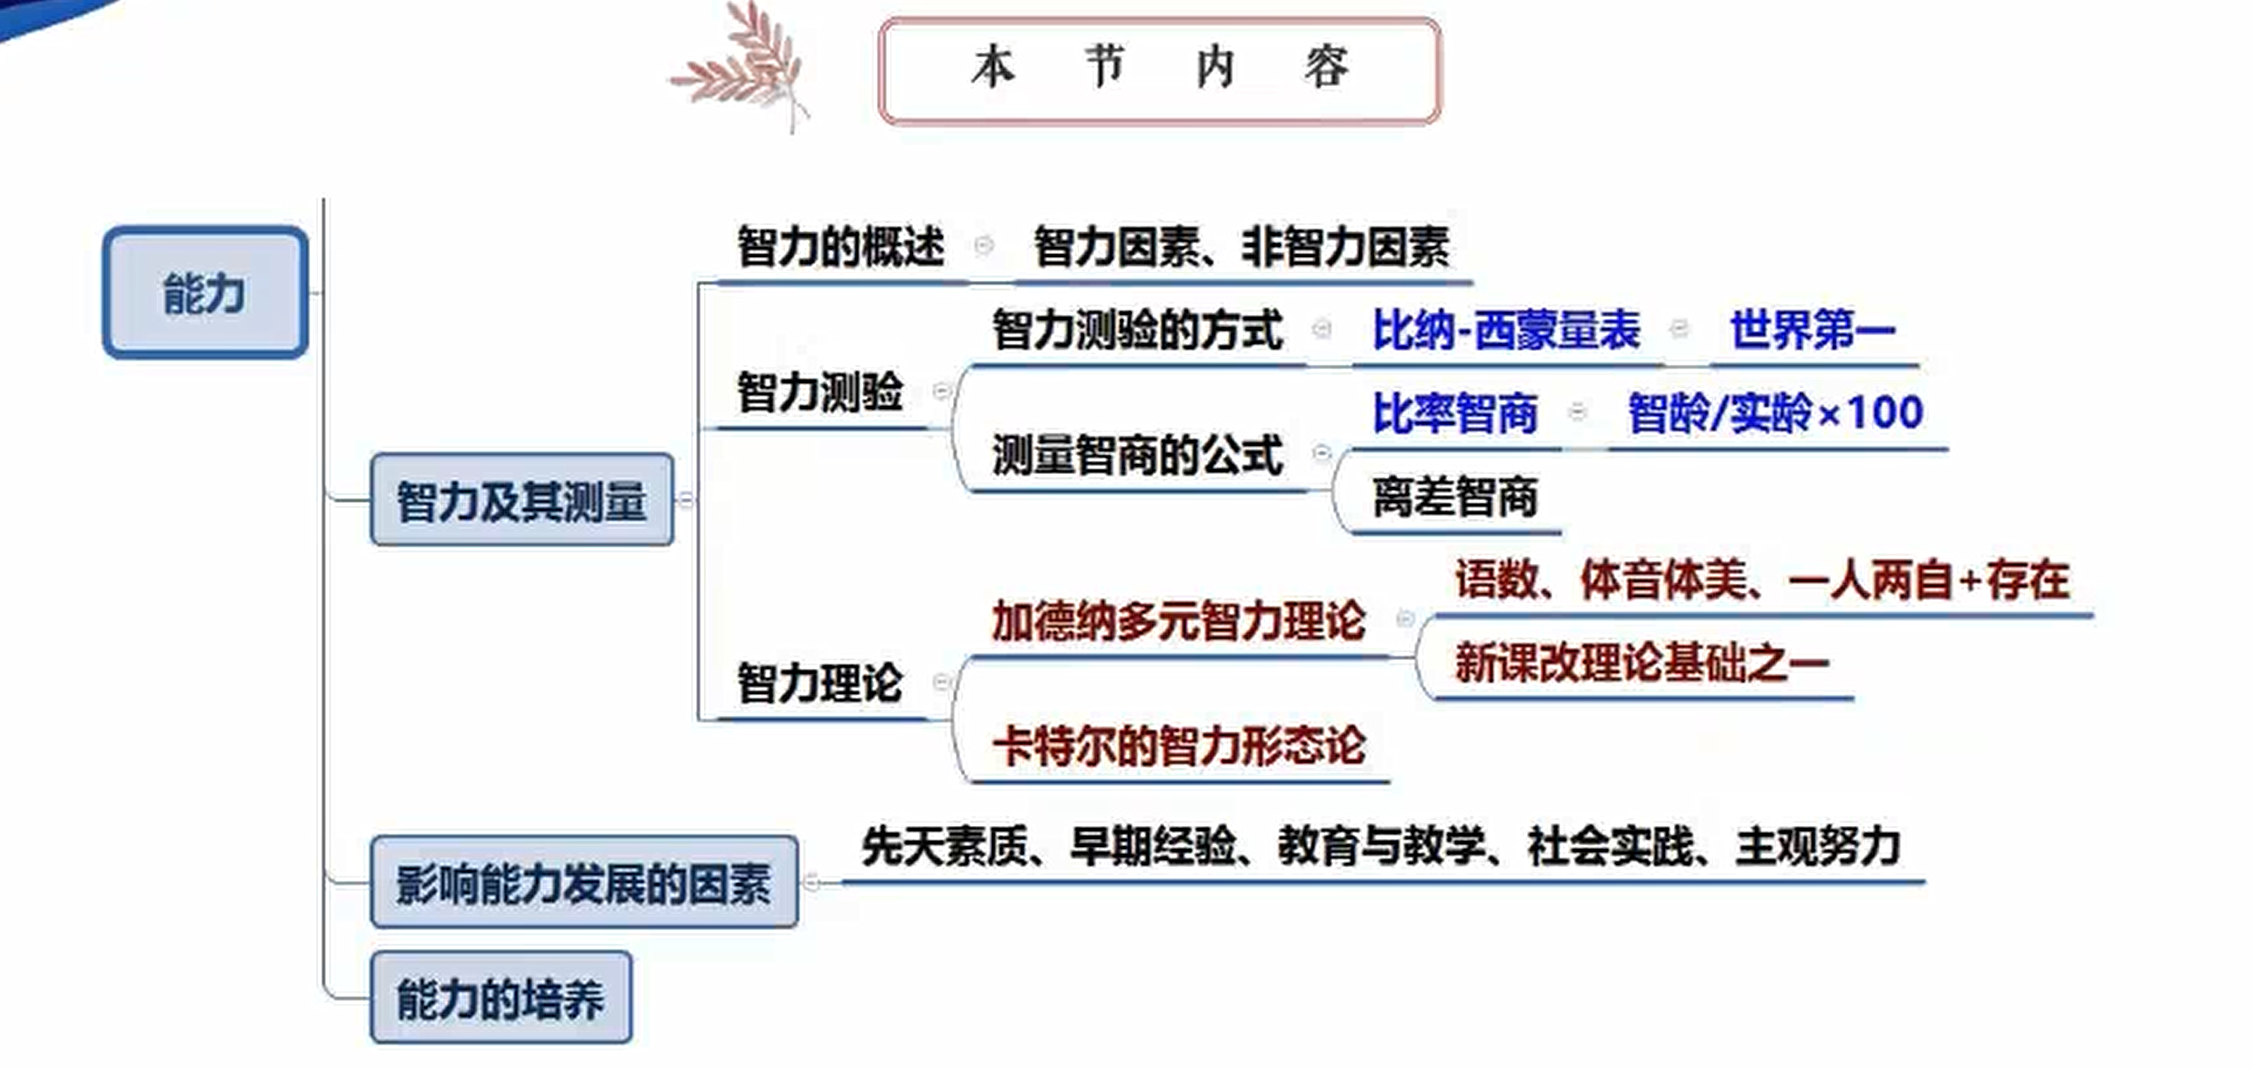 本节内容
能力
智力及其测量
智力的概述
智力因素、非智力因素
智力测验
智力测验的方式
比纳-西蒙量表
世界第一
测量智商的公式
比率智商
智龄/实龄×100
离差智商
智力理论
加德纳多元智力理论
语数、体音体美、一人两自+存在
新课改理论基础之一
卡特尔的智力形态论
影响能力发展的因素
先天素质、早期经验、教育与教学、社会实践、主观努力
能力的培养